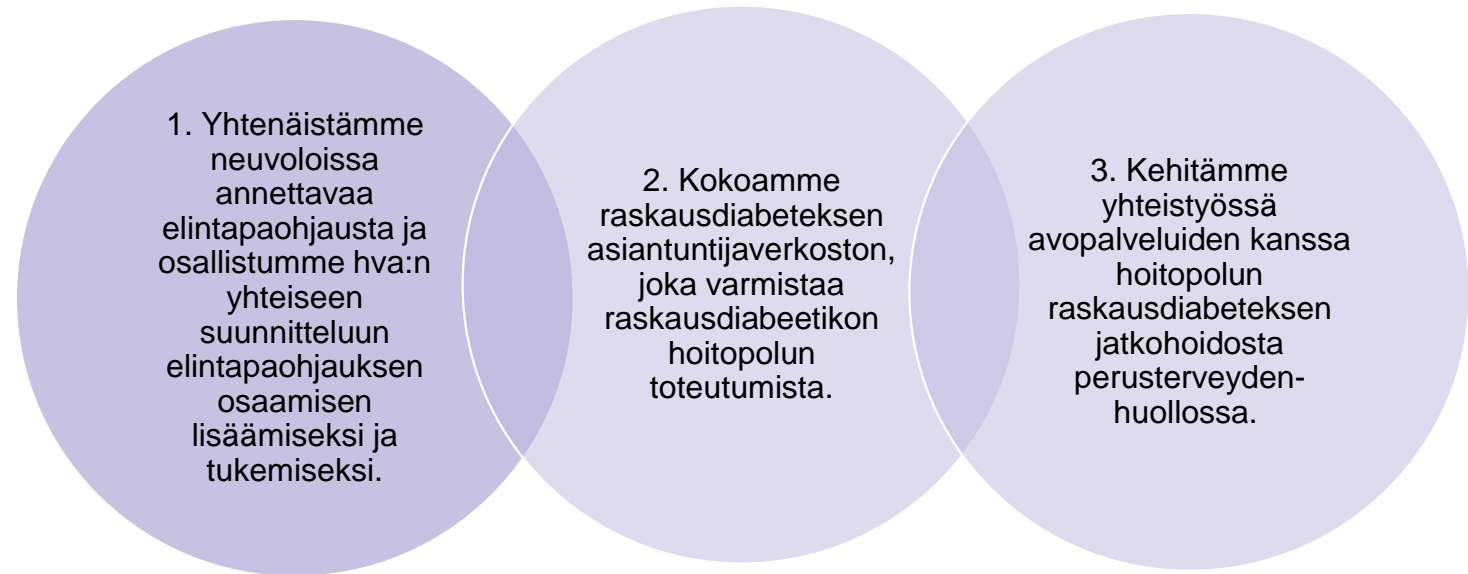 1. Yhtenäistämme
neuvoloissa
annettavaa
elintapaohjausta ja
osallistumme hva:n
yhteiseen
suunnitteluun
elintapaohjauksen
osaamisen
lisäämiseksi ja
tukemiseksi.
2. Kokoamme
raskausdiabeteksen
asiantuntijaverkoston,
joka varmistaa
raskausdiabeetikon
hoitopolun
toteutumista.
3. Kehitämme
yhteistyössä
avopalveluiden kanssa
hoitopolun
raskausdiabeteksen
jatkohoidosta
perusterveyden-
huollossa.